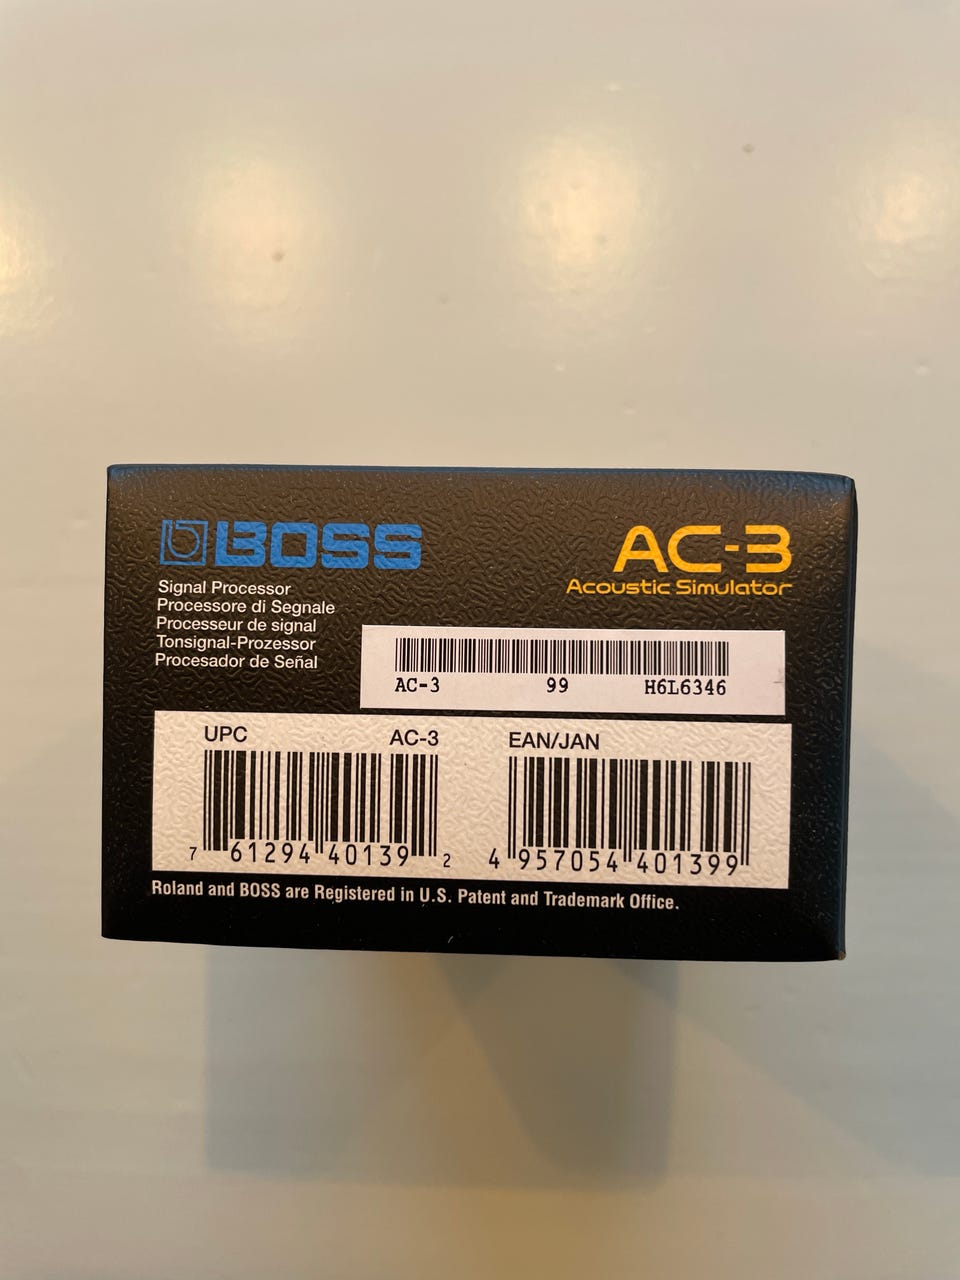 BOSS
AC-3
Acoustic Simulator
Signal Processor
Processore di Segnale
Processeur de signal
Tonsignal-Prozessor
Procesador de Señal
AC-3 99 H6L6346
UPC AC-3
7 61294 40139 2
EAN/JAN
4 957054 401399
Roland and BOSS are Registered in U.S. Patent and Trademark Office.